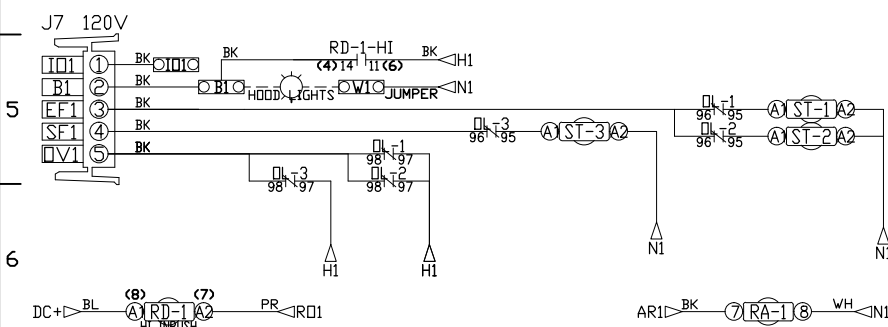 J7 120V
RD-1-HI
IO1 1 BK IO1 BK (4) 14 11 (6) BK H1
B1 2 BK B1 HOOD LIGHTS W1 JUMPER N1
5
EF1 3 BK OL-1 96 95 A1 ST-1 A2
SF1 4 BK OL-3 96 95 A1 ST-3 A2 OL-2 96 95 A1 ST-2 A2
OV1 5 BK OL-1 98 97
OL-3 98 97 OL-2 98 97
N1 N1
6
H1 H1
(8) (7)
DC+ BL A1 RD-1 A2 PR RO1 AR1 BK 7 RA-1 8 WH N1
HI INRUSH